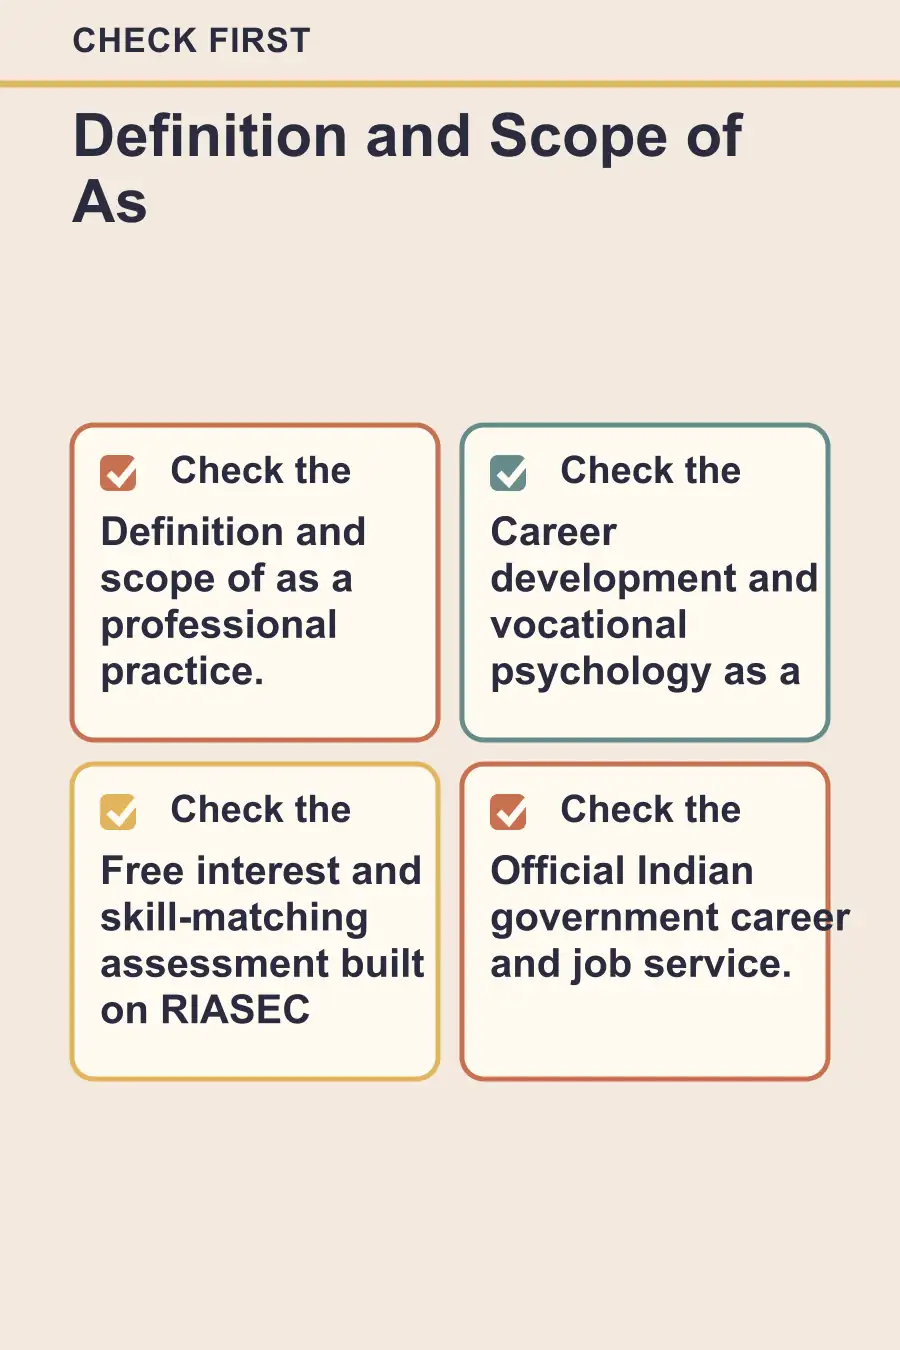 CHECK FIRST
Definition and Scope of
As
Check the
Definition and
scope of as a
professional
practice.
Check the
Career
development and
vocational
psychology as a
Check the
Free interest and
skill-matching
assessment built
on RIASEC
Check the
Official Indian
government career
and job service.